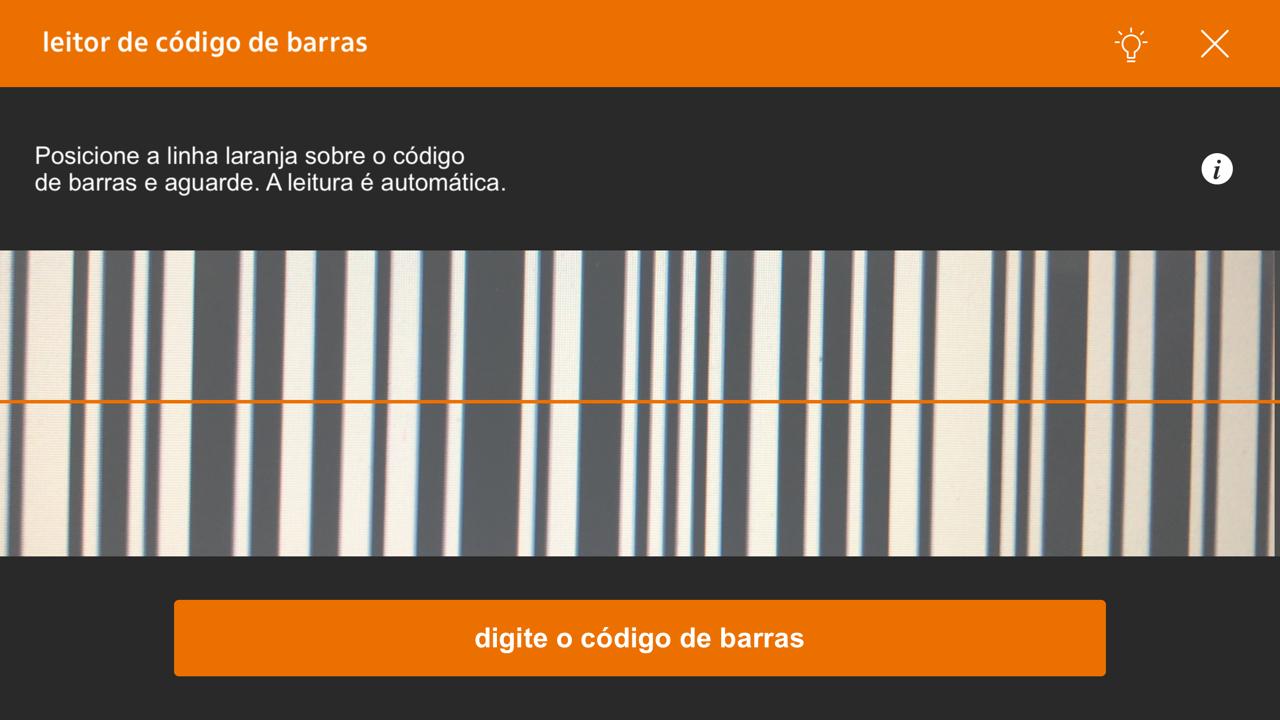 leitor de código de barras
Posicione a linha laranja sobre o código
de barras e aguarde. A leitura é automática.
i
digite o código de barras